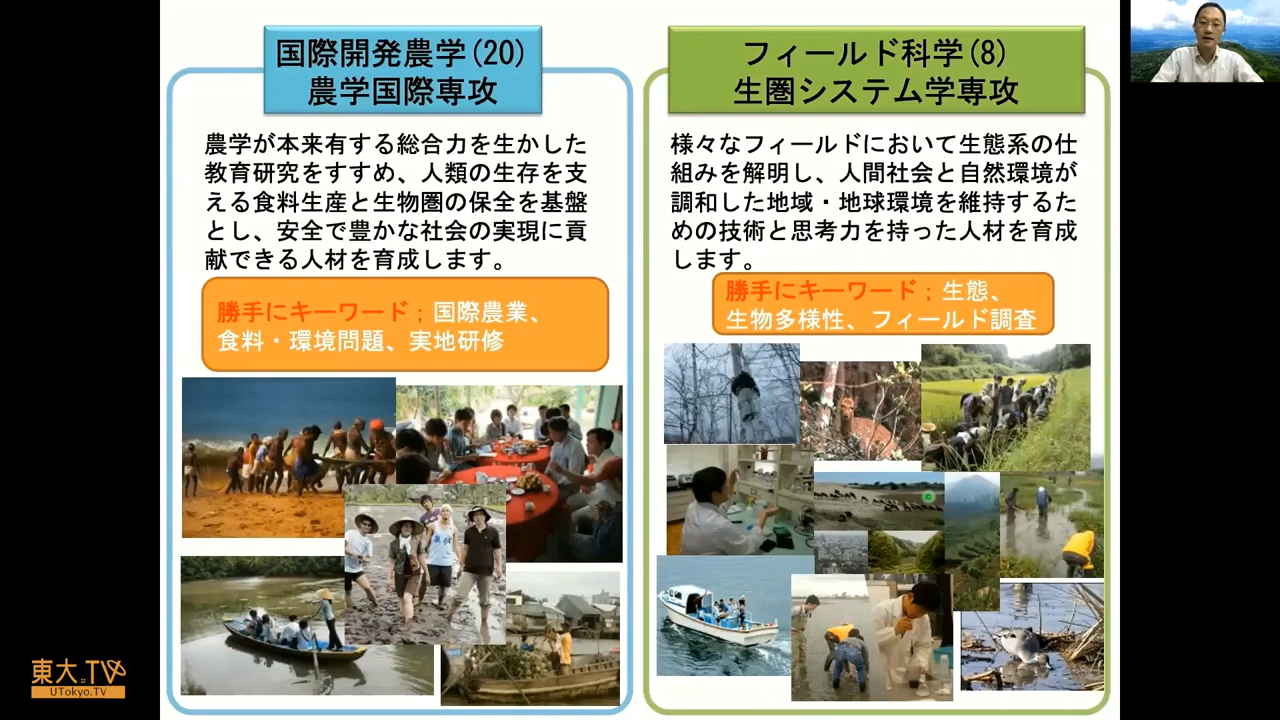 国際開発農学(20)
農学国際専攻
農学が本来有する総合力を生かした
教育研究をすすめ、人類の生存を支
える食料生産と生物圏の保全を基盤
とし、安全で豊かな社会の実現に貢
献できる人材を育成します。
勝手にキーワード；国際農業、
食料・環境問題、実地研修
フィールド科学(8)
生圏システム学専攻
様々なフィールドにおいて生態系の仕
組みを解明し、人間社会と自然環境が
調和した地域・地球環境を維持するた
めの技術と思考力を持った人材を育成
します。
勝手にキーワード；生態、
生物多様性、フィールド調査
東大TV
UTokyo.TV